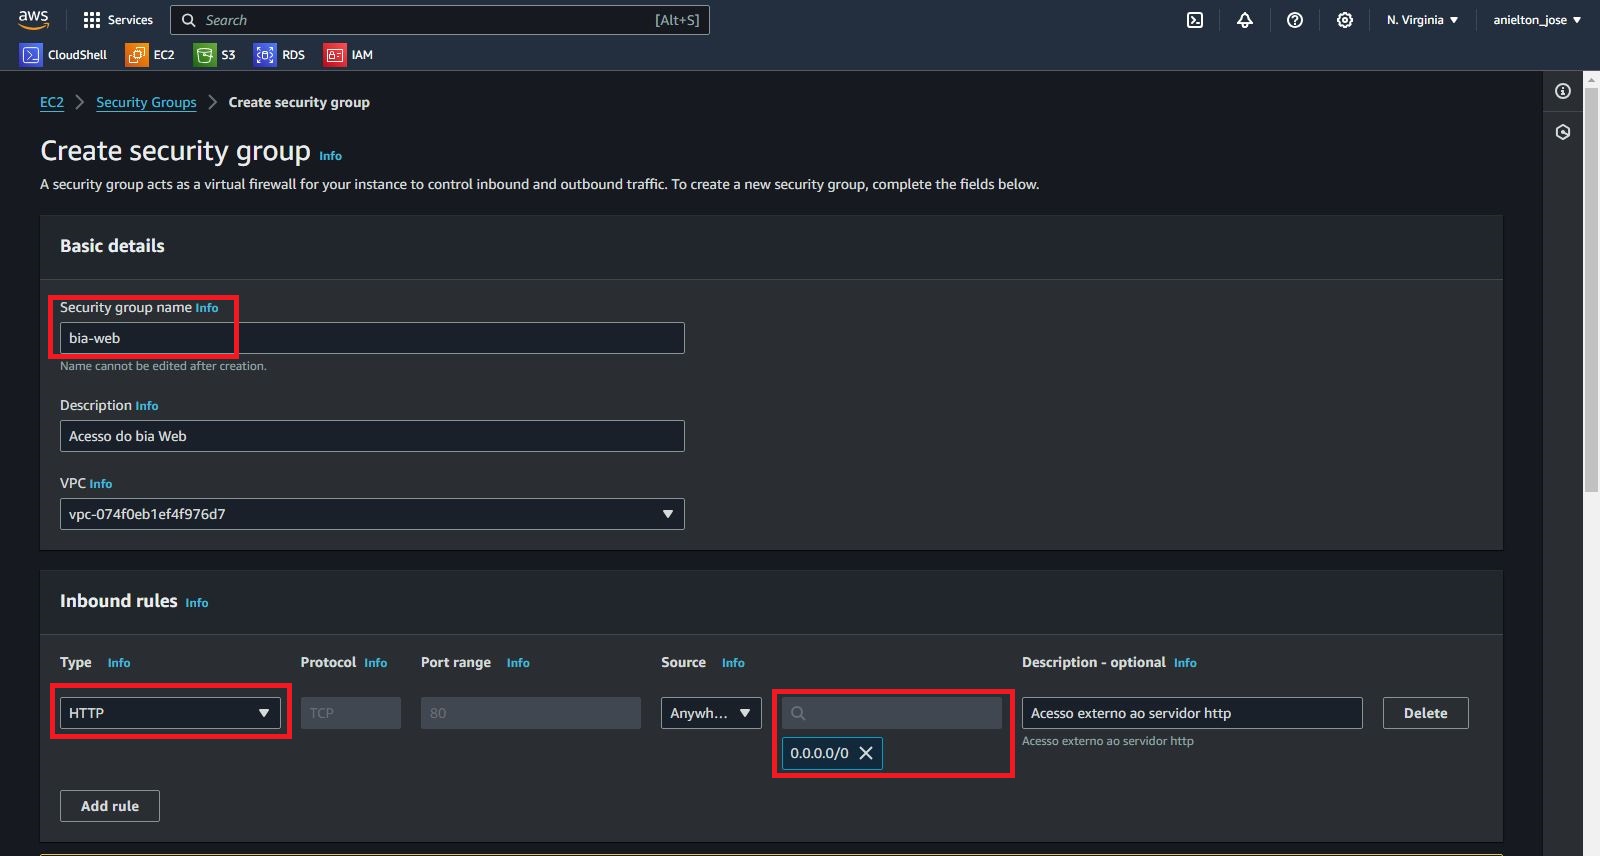 aws Services Search [Alt+S] N. Virginia anielton_jose
CloudShell EC2 S3 RDS IAM
EC2 Security Groups Create security group
Create security group Info
A security group acts as a virtual firewall for your instance to control inbound and outbound traffic. To create a new security group, complete the fields below.
Basic details
Security group name Info
bia-web
Name cannot be edited after creation.
Description Info
Acesso do bia Web
VPC Info
vpc-074f0eb1ef4f976d7
Inbound rules Info
Type Info Protocol Info Port range Info Source Info Description - optional Info
HTTP TCP 80 Anywh... Acesso externo ao servidor http Delete
0.0.0.0/0 Acesso externo ao servidor http
Add rule